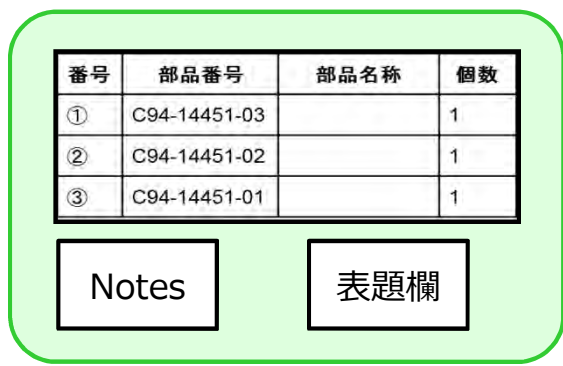 番号 部品番号 部品名称 個数
① C94-14451-03 1
② C94-14451-02 1
③ C94-14451-01 1
Notes 表題欄